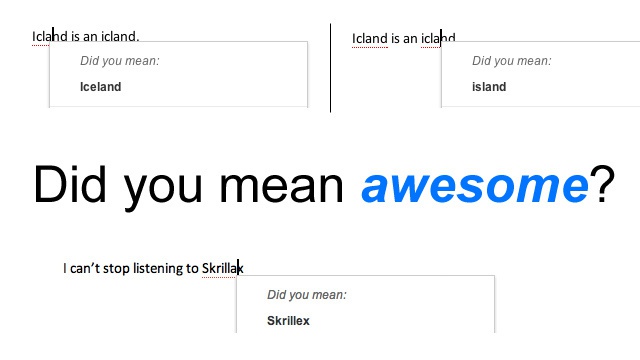 Icland is an icland.
Did you mean:
Iceland
Icland is an icland
Did you mean:
island
Did you mean awesome?
I can't stop listening to Skrillax
Did you mean:
Skrillex